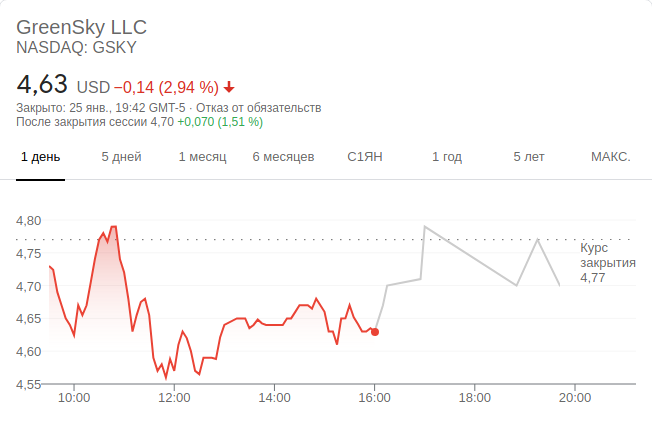 GreenSky LLC
NASDAQ: GSKY
4,63 USD −0,14 (2,94 %)
Закрыто: 25 янв., 19:42 GMT-5 · Отказ от обязательств
После закрытия сессии 4,70 +0,070 (1,51 %)
1 день 5 дней 1 месяц 6 месяцев С1ЯН 1 год 5 лет МАКС.
4,80
4,75
4,70
4,65
4,60
4,55
Курс
закрытия
4,77
10:00 12:00 14:00 16:00 18:00 20:00